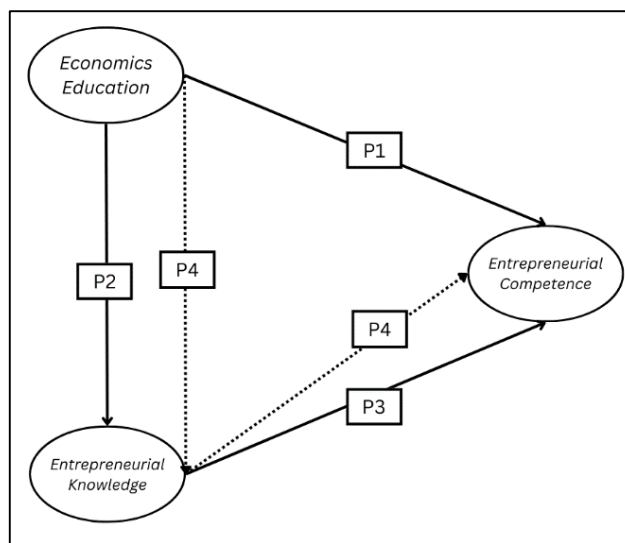 Economics
Education
P1
P2
P4
Entrepreneurial
Competence
P4
P3
Entrepreneurial
Knowledge